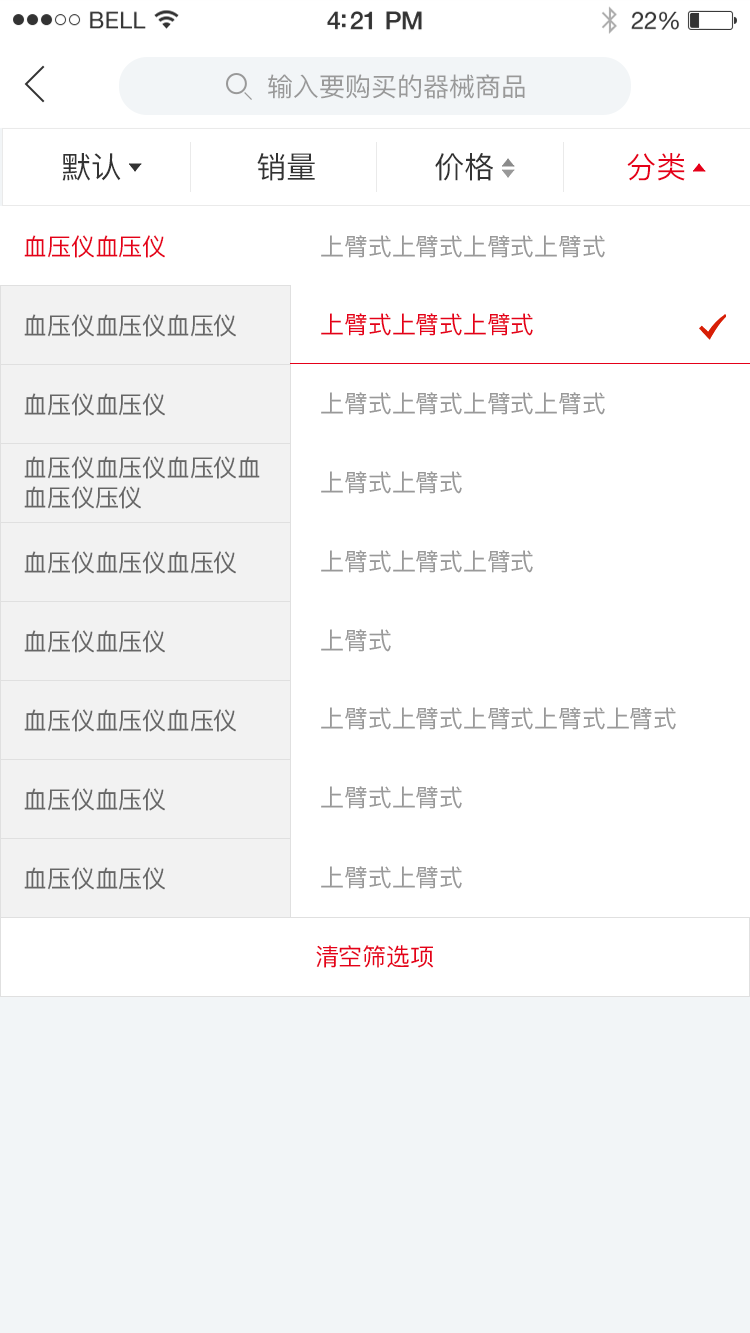 BELL 4:21 PM 22%
输入要购买的器械商品
默认 销量 价格 分类
血压仪血压仪 上臂式上臂式上臂式上臂式
血压仪血压仪血压仪 上臂式上臂式上臂式
血压仪血压仪 上臂式上臂式上臂式上臂式
血压仪血压仪血压仪血
血压仪压仪
上臂式上臂式
血压仪血压仪血压仪 上臂式上臂式上臂式
血压仪血压仪 上臂式
血压仪血压仪血压仪 上臂式上臂式上臂式上臂式上臂式
血压仪血压仪 上臂式上臂式
血压仪血压仪 上臂式上臂式
清空筛选项